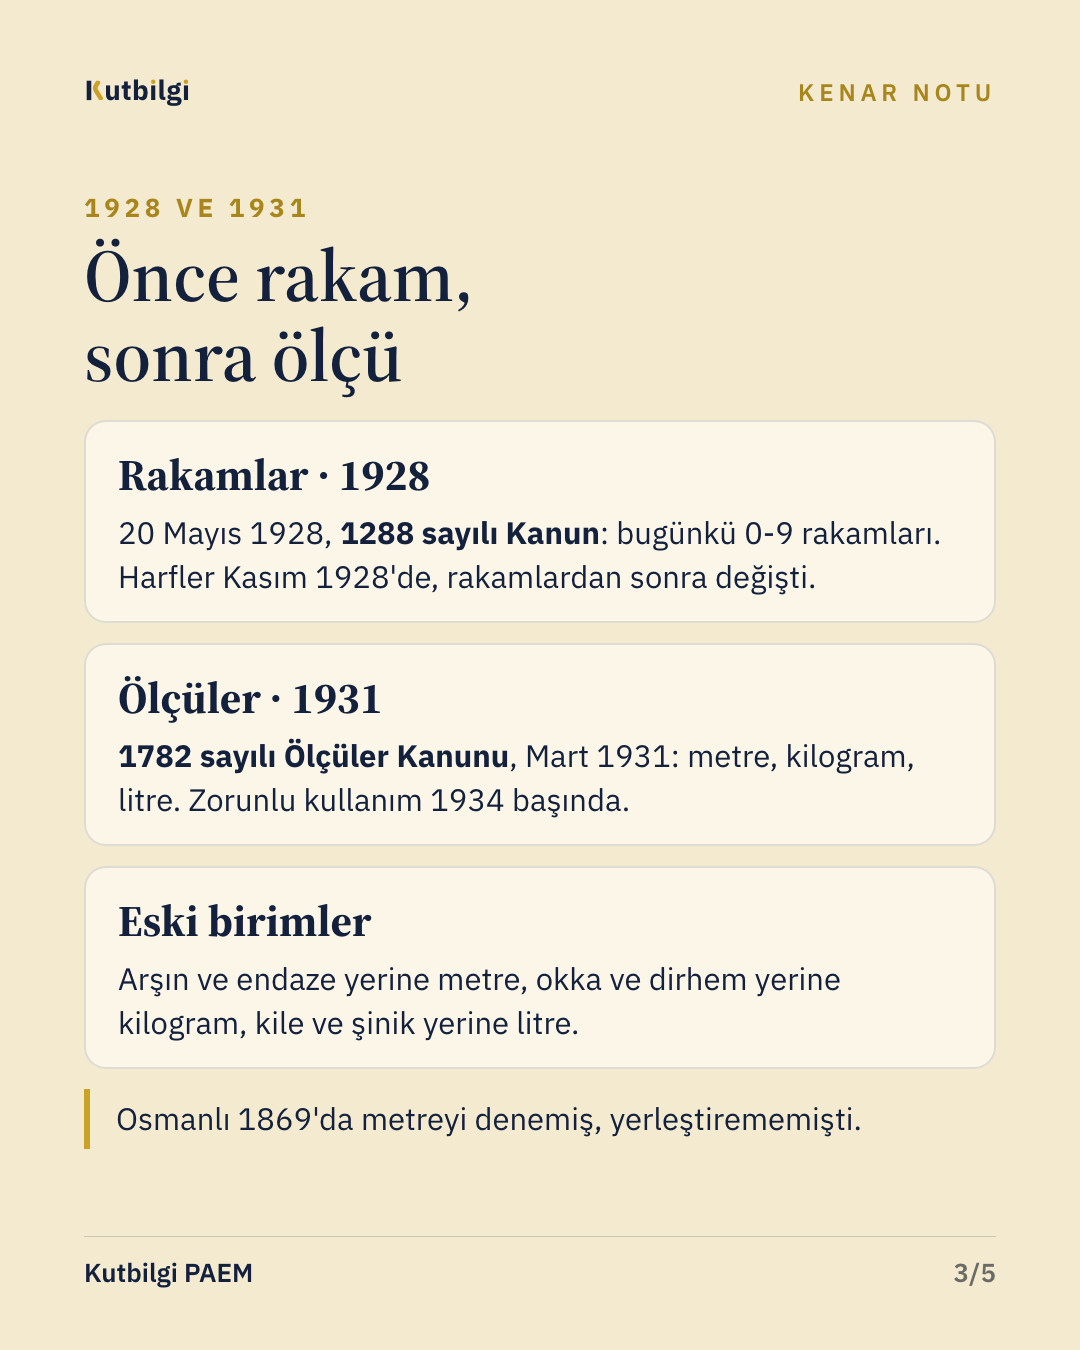 Kutbilgi
KENAR NOTU
1928 VE 1931
Önce rakam,
sonra ölçü
Rakamlar · 1928
20 Mayıs 1928, 1288 sayılı Kanun: bugünkü 0-9 rakamları.
Harfler Kasım 1928'de, rakamlardan sonra değişti.
Ölçüler · 1931
1782 sayılı Ölçüler Kanunu, Mart 1931: metre, kilogram,
litre. Zorunlu kullanım 1934 başında.
Eski birimler
Arşın ve endaze yerine metre, okka ve dirhem yerine
kilogram, kile ve şinik yerine litre.
Osmanlı 1869'da metreyi denemiş, yerleştirememişti.
Kutbilgi PAEM
3/5